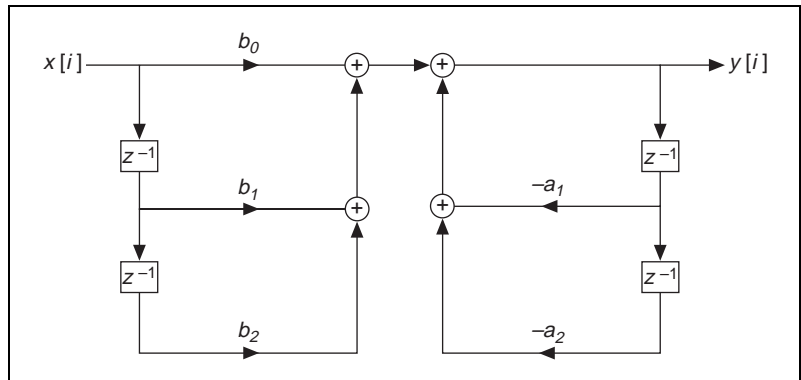 x[i] b₀ + + y[i]
z⁻¹ z⁻¹
b₁ + + –a₁
z⁻¹ z⁻¹
b₂ –a₂